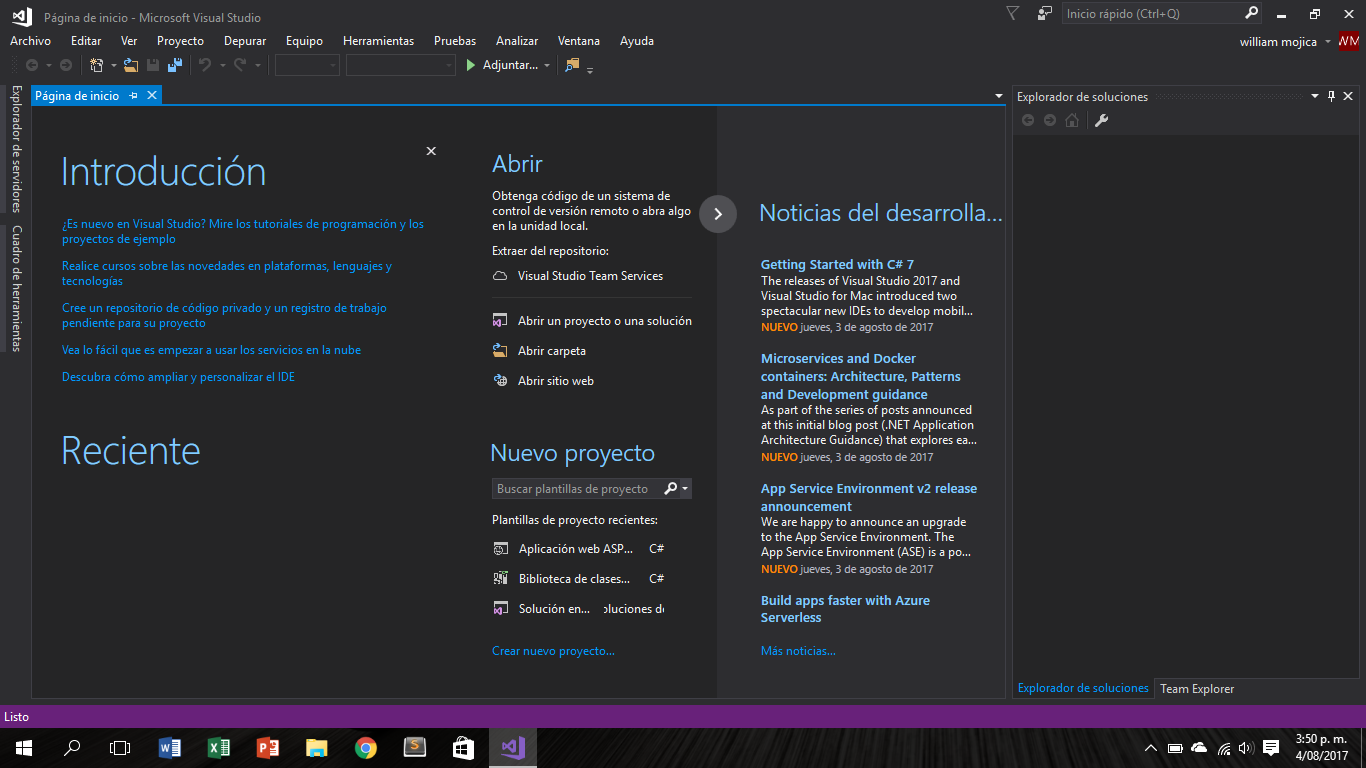 Página de inicio - Microsoft Visual Studio
Inicio rápido (Ctrl+Q)
Archivo Editar Ver Proyecto Depurar Equipo Herramientas Pruebas Analizar Ventana Ayuda
william mojica
WM
Adjuntar...
Explorador de servidores
Cuadro de herramientas
Página de inicio
Introducción
¿Es nuevo en Visual Studio? Mire los tutoriales de programación y los
proyectos de ejemplo
Realice cursos sobre las novedades en plataformas, lenguajes y
tecnologías
Cree un repositorio de código privado y un registro de trabajo
pendiente para su proyecto
Vea lo fácil que es empezar a usar los servicios en la nube
Descubra cómo ampliar y personalizar el IDE
Reciente
Abrir
Obtenga código de un sistema de
control de versión remoto o abra algo
en la unidad local.
Extraer del repositorio:
Visual Studio Team Services
Abrir un proyecto o una solución
Abrir carpeta
Abrir sitio web
Nuevo proyecto
Buscar plantillas de proyecto
Plantillas de proyecto recientes:
Aplicación web ASP... C#
Biblioteca de clases... C#
Solución en... oluciones de
Crear nuevo proyecto...
Noticias del desarrolla...
Getting Started with C# 7
The releases of Visual Studio 2017 and
Visual Studio for Mac introduced two
spectacular new IDEs to develop mobil...
NUEVO jueves, 3 de agosto de 2017
Microservices and Docker
containers: Architecture, Patterns
and Development guidance
As part of the series of posts announced
at this initial blog post (.NET Application
Architecture Guidance) that explores ea...
NUEVO jueves, 3 de agosto de 2017
App Service Environment v2 release
announcement
We are happy to announce an upgrade
to the App Service Environment. The
App Service Environment (ASE) is a po...
NUEVO jueves, 3 de agosto de 2017
Build apps faster with Azure
Serverless
Más noticias...
Explorador de soluciones
Explorador de soluciones
Team Explorer
Listo
3:50 p. m.
4/08/2017